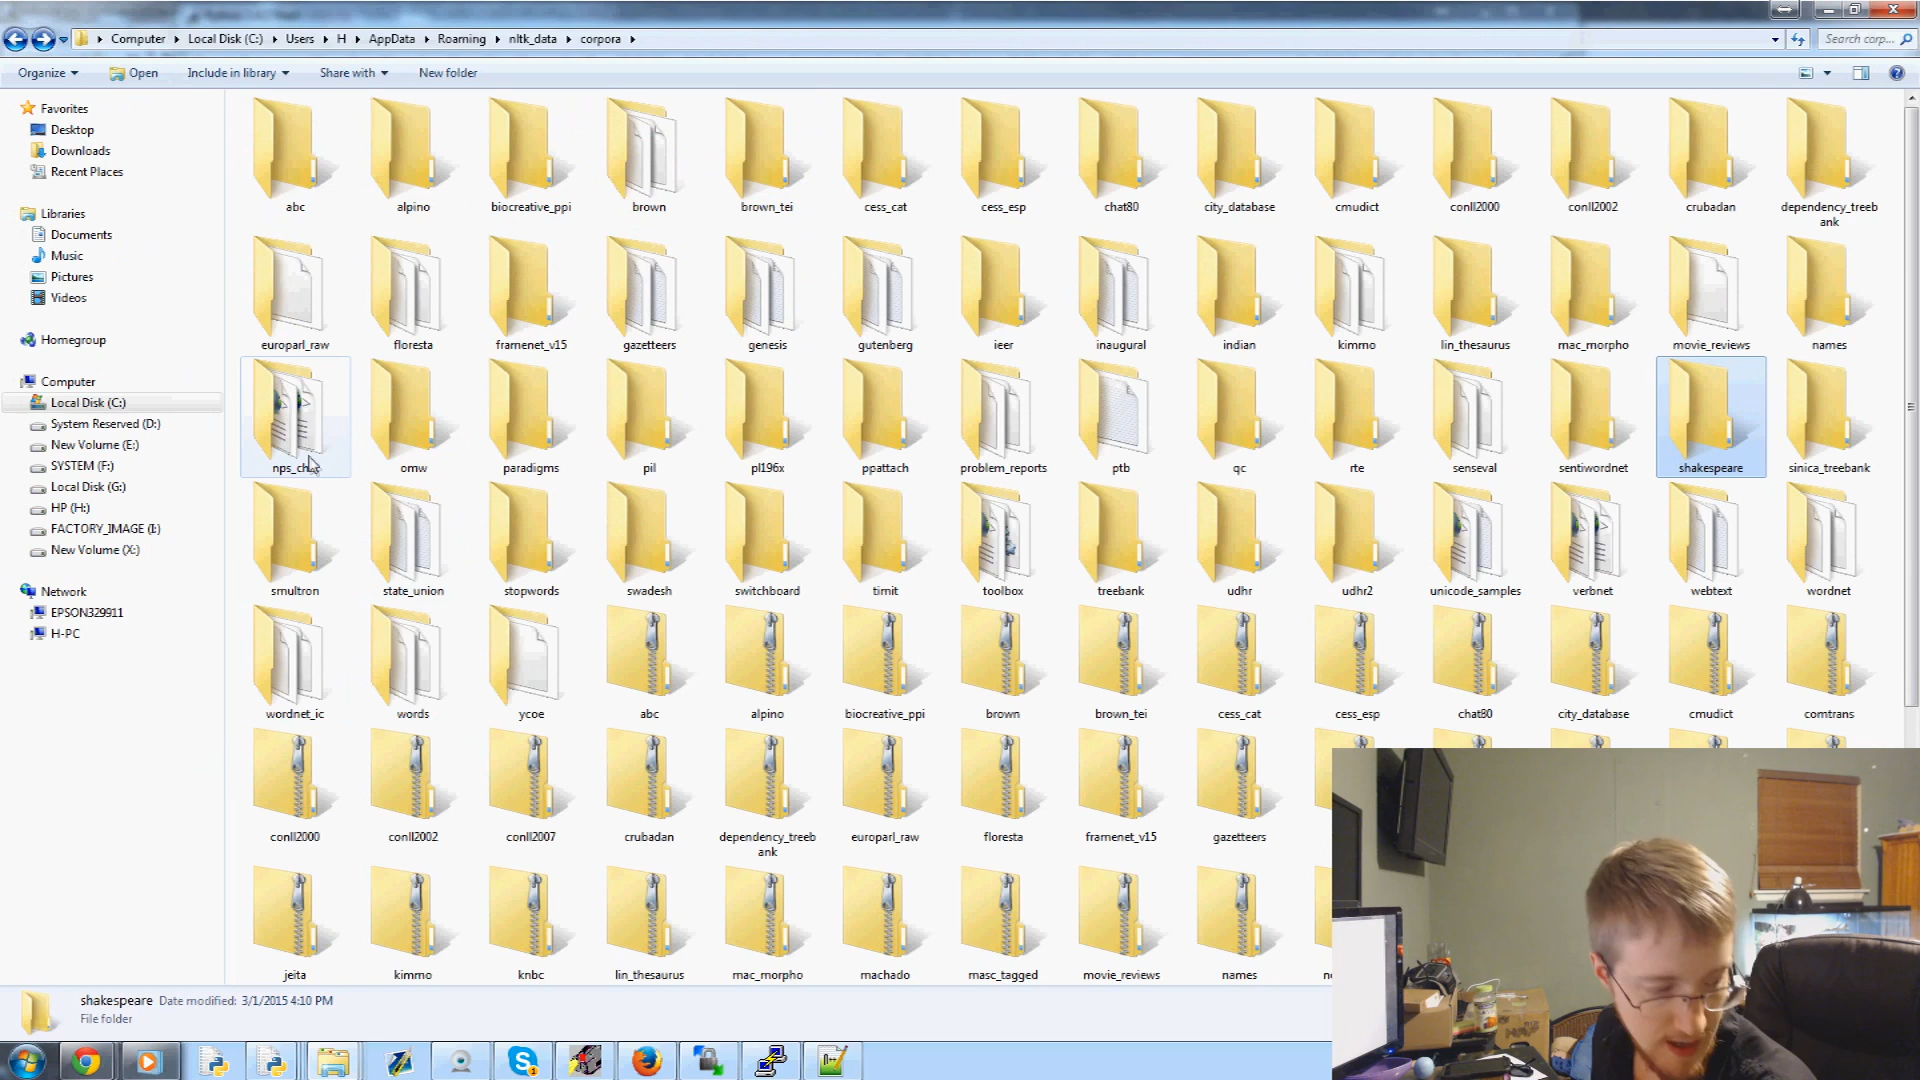 Computer Local Disk (C:) Users H AppData Roaming nltk_data corpora
Search corp...
Organize Open Include in library Share with New folder
Favorites
Desktop
Downloads
Recent Places
Libraries
Documents
Music
Pictures
Videos
Homegroup
Computer
Local Disk (C:)
System Reserved (D:)
New Volume (E:)
SYSTEM (F:)
Local Disk (G:)
HP (H:)
FACTORY_IMAGE (I:)
New Volume (X:)
Network
EPSON329911
H-PC
abc alpino biocreative_ppi brown brown_tei cess_cat cess_esp chat80 city_database cmudict conll2000 conll2002 crubadan dependency_treeb
ank
europarl_raw floresta framenet_v15 gazetteers genesis gutenberg ieer inaugural indian kimmo lin_thesaurus mac_morpho movie_reviews names
omw paradigms pil pl196x ppattach problem_reports ptb qc rte senseval sentiwordnet shakespeare sinica_treebank
smultron state_union stopwords swadesh switchboard timit toolbox treebank udhr udhr2 unicode_samples verbnet webtext wordnet
wordnet_ic words ycoe abc alpino biocreative_ppi brown brown_tei cess_cat cess_esp chat80 city_database cmudict comtrans
conll2000 conll2002 conll2007 crubadan dependency_treeb europarl_raw floresta framenet_v15 gazetteers
ank
jeita kimmo knbc lin_thesaurus mac_morpho machado masc_tagged movie_reviews names
shakespeare Date modified: 3/1/2015 4:10 PM
File folder